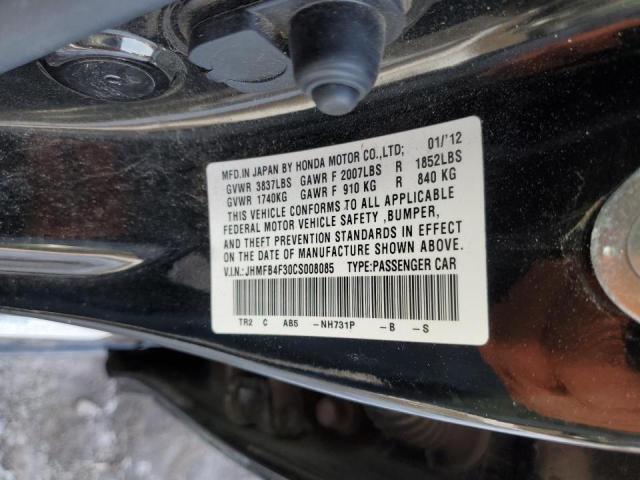 MFD.IN JAPAN BY HONDA MOTOR CO.,LTD; 01/'12
GVWR 3837LBS GAWR F 2007LBS R 1852LBS
GVWR 1740KG GAWR F 910 KG R 840 KG
THIS VEHICLE CONFORMS TO ALL APPLICABLE
FEDERAL MOTOR VEHICLE SAFETY ,BUMPER,
AND THEFT PREVENTION STANDARDS IN EFFECT
ON THE DATE OF MANUFACTURE SHOWN ABOVE.
V.I.N.:JHMFB4F30CS008085 TYPE:PASSENGER CAR
TR2 C AB5 -NH731P -B -S